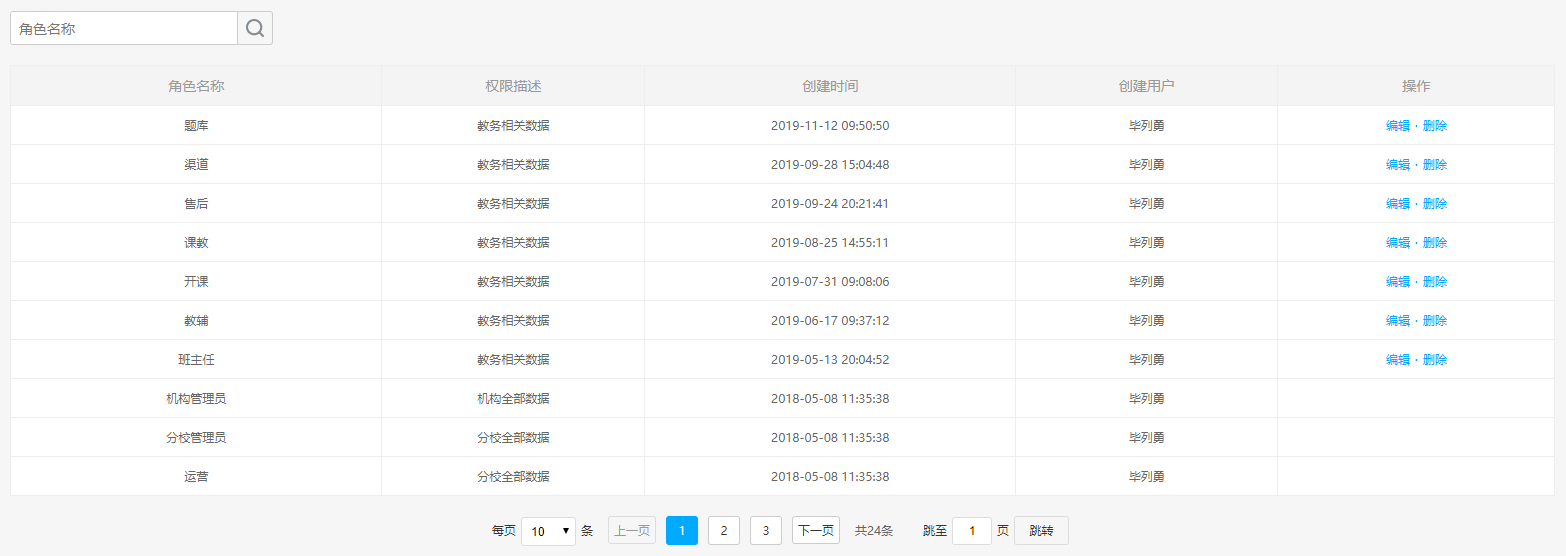 角色名称
角色名称 权限描述 创建时间 创建用户 操作
题库 教务相关数据 2019-11-12 09:50:50 毕列勇 编辑 · 删除
渠道 教务相关数据 2019-09-28 15:04:48 毕列勇 编辑 · 删除
售后 教务相关数据 2019-09-24 20:21:41 毕列勇 编辑 · 删除
课教 教务相关数据 2019-08-25 14:55:11 毕列勇 编辑 · 删除
开课 教务相关数据 2019-07-31 09:08:06 毕列勇 编辑 · 删除
教辅 教务相关数据 2019-06-17 09:37:12 毕列勇 编辑 · 删除
班主任 教务相关数据 2019-05-13 20:04:52 毕列勇 编辑 · 删除
机构管理员 机构全部数据 2018-05-08 11:35:38 毕列勇
分校管理员 分校全部数据 2018-05-08 11:35:38 毕列勇
运营 分校全部数据 2018-05-08 11:35:38 毕列勇
每页 10 条 上一页 1 2 3 下一页 共24条 跳至 1 页 跳转